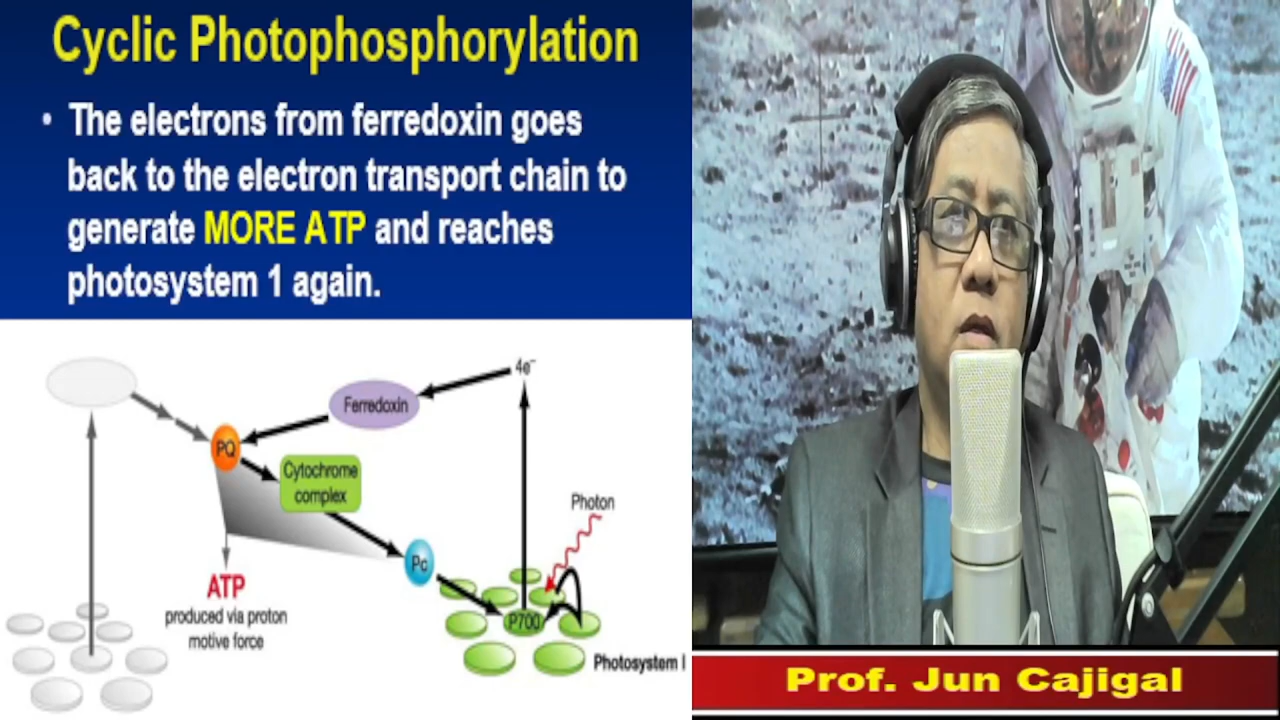 Cyclic Photophosphorylation
• The electrons from ferredoxin goes
back to the electron transport chain to
generate MORE ATP and reaches
photosystem 1 again.
4e⁻
Ferredoxin
PQ
Cytochrome
complex
Photon
Pc
ATP
produced via proton
motive force
P700
Photosystem I
Prof. Jun Cajigal